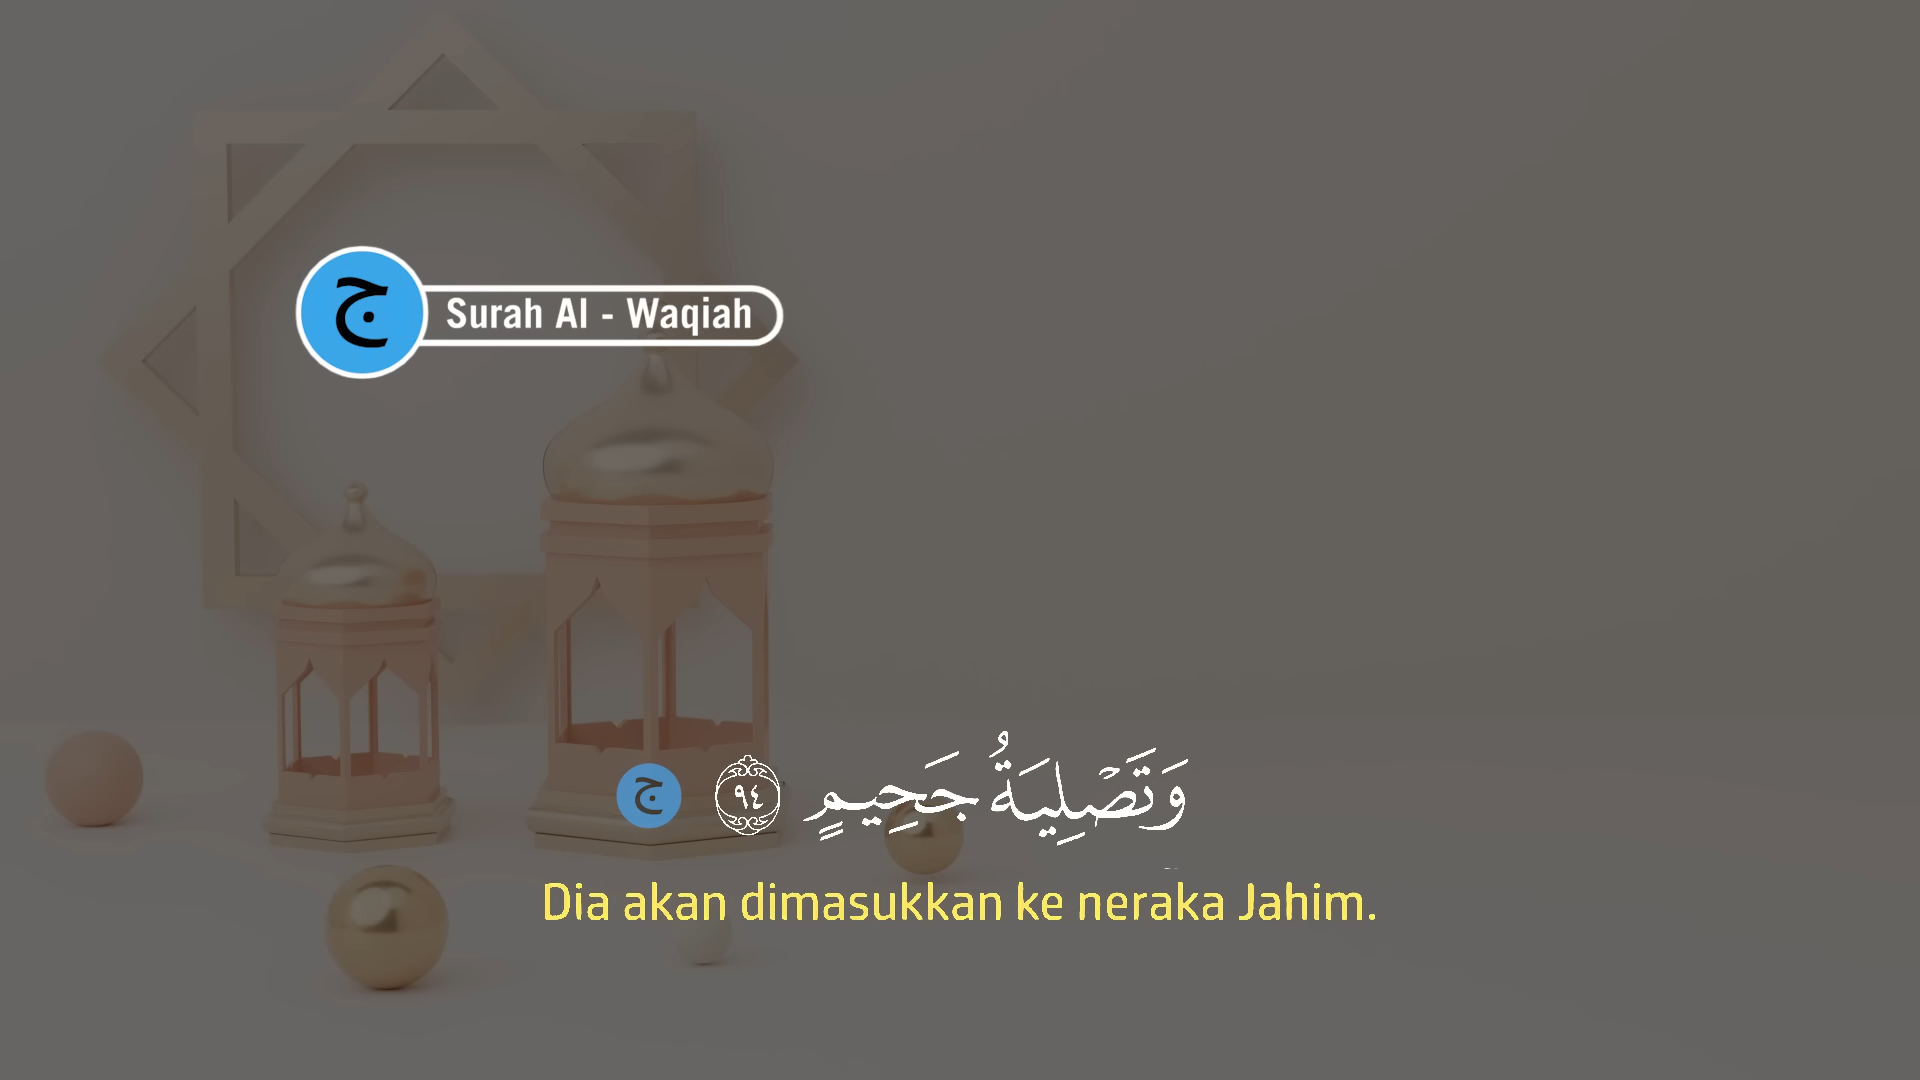 ج Surah Al - Waqiah
وَتَصْلِيَةُ جَحِيمٍ ٩٤ ج
Dia akan dimasukkan ke neraka Jahim.